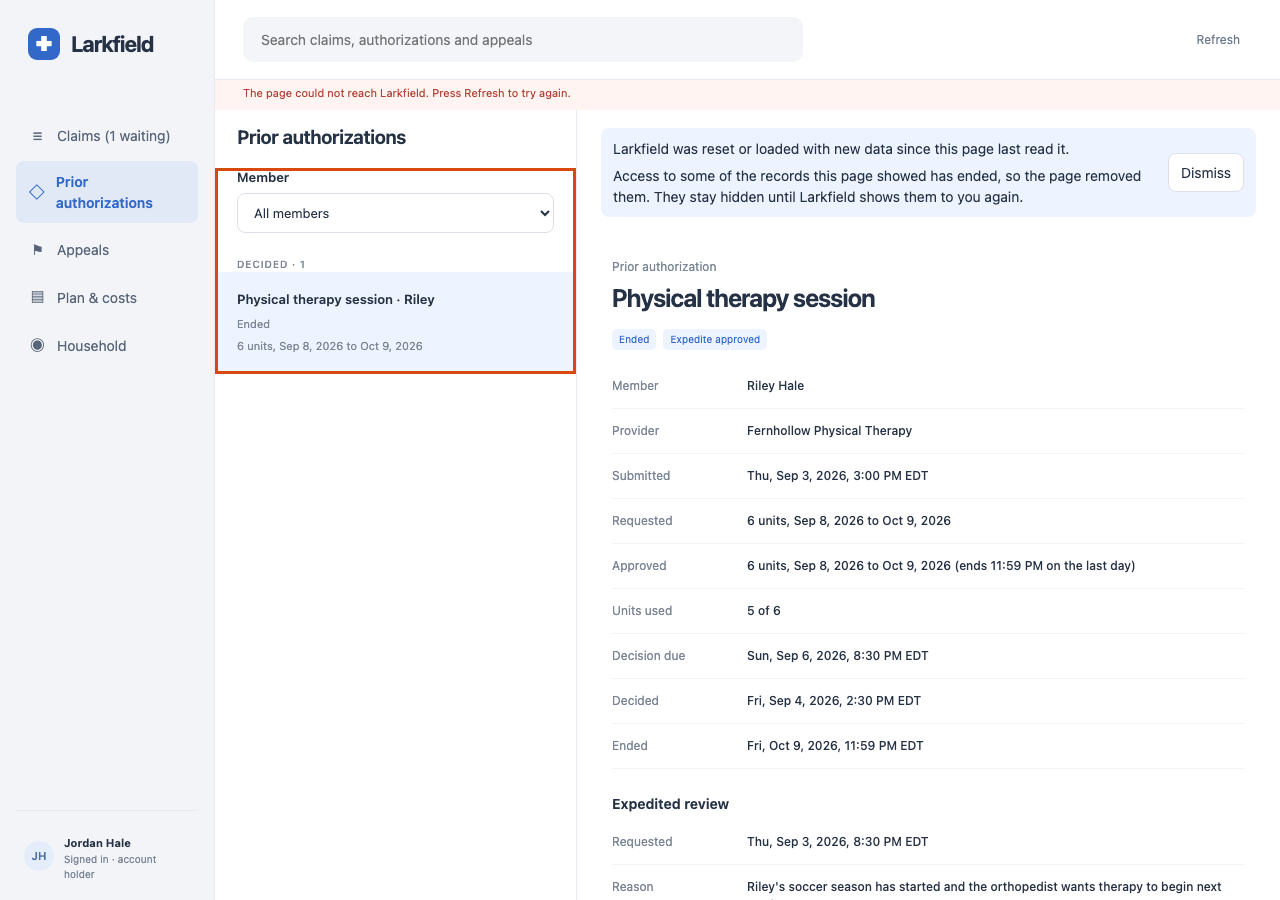 Larkfield
Search claims, authorizations and appeals
Refresh
The page could not reach Larkfield. Press Refresh to try again.
Claims (1 waiting)
Prior
authorizations
Appeals
Plan & costs
Household
JH
Jordan Hale
Signed in · account
holder
Prior authorizations
Member
All members
DECIDED · 1
Physical therapy session · Riley
Ended
6 units, Sep 8, 2026 to Oct 9, 2026
Larkfield was reset or loaded with new data since this page last read it.
Access to some of the records this page showed has ended, so the page removed
them. They stay hidden until Larkfield shows them to you again.
Dismiss
Prior authorization
Physical therapy session
Ended
Expedite approved
Member Riley Hale
Provider Fernhollow Physical Therapy
Submitted Thu, Sep 3, 2026, 3:00 PM EDT
Requested 6 units, Sep 8, 2026 to Oct 9, 2026
Approved 6 units, Sep 8, 2026 to Oct 9, 2026 (ends 11:59 PM on the last day)
Units used 5 of 6
Decision due Sun, Sep 6, 2026, 8:30 PM EDT
Decided Fri, Sep 4, 2026, 2:30 PM EDT
Ended Fri, Oct 9, 2026, 11:59 PM EDT
Expedited review
Requested Thu, Sep 3, 2026, 8:30 PM EDT
Reason Riley's soccer season has started and the orthopedist wants therapy to begin next